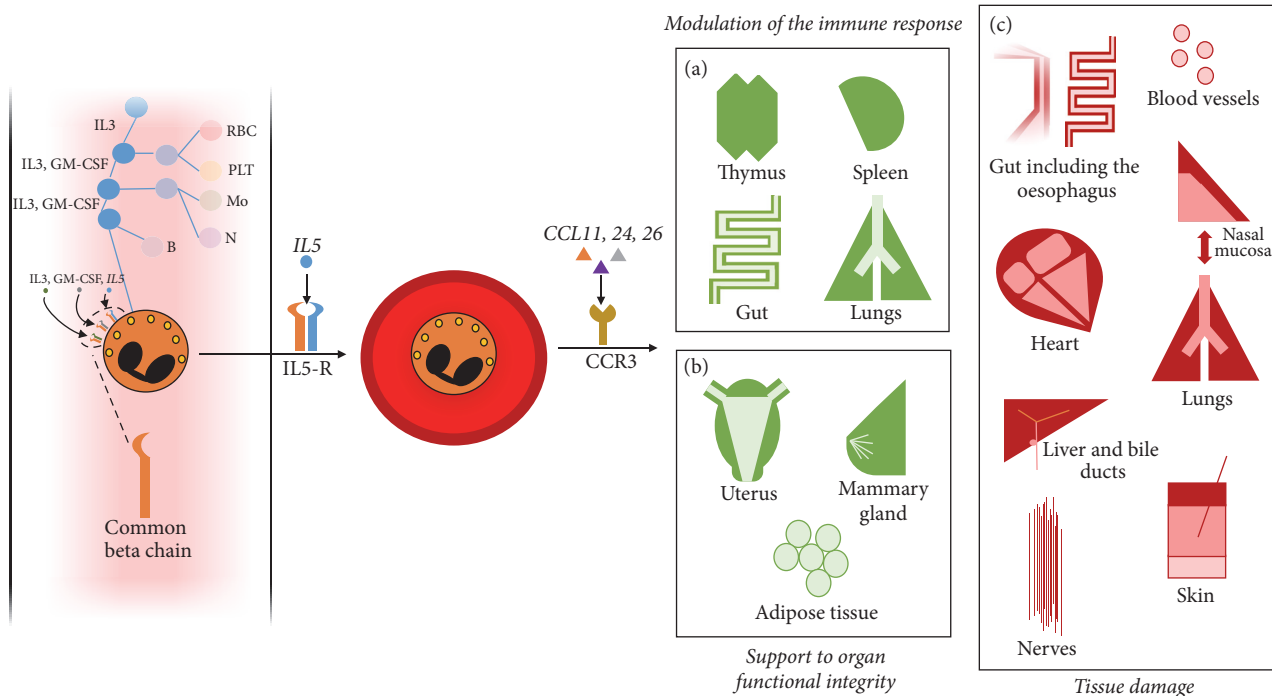 IL3
IL3, GM-CSF
IL3, GM-CSF
RBC
PLT
Mo
N
B
IL3, GM-CSF, IL5
Common
beta chain
IL5
IL5-R
CCL11, 24, 26
CCR3
Modulation of the immune response
(a)
Thymus
Spleen
Gut
Lungs
(b)
Uterus
Mammary
gland
Adipose tissue
Support to organ
functional integrity
(c)
Blood vessels
Gut including the
oesophagus
Nasal
mucosa
Heart
Lungs
Liver and bile
ducts
Skin
Nerves
Tissue damage